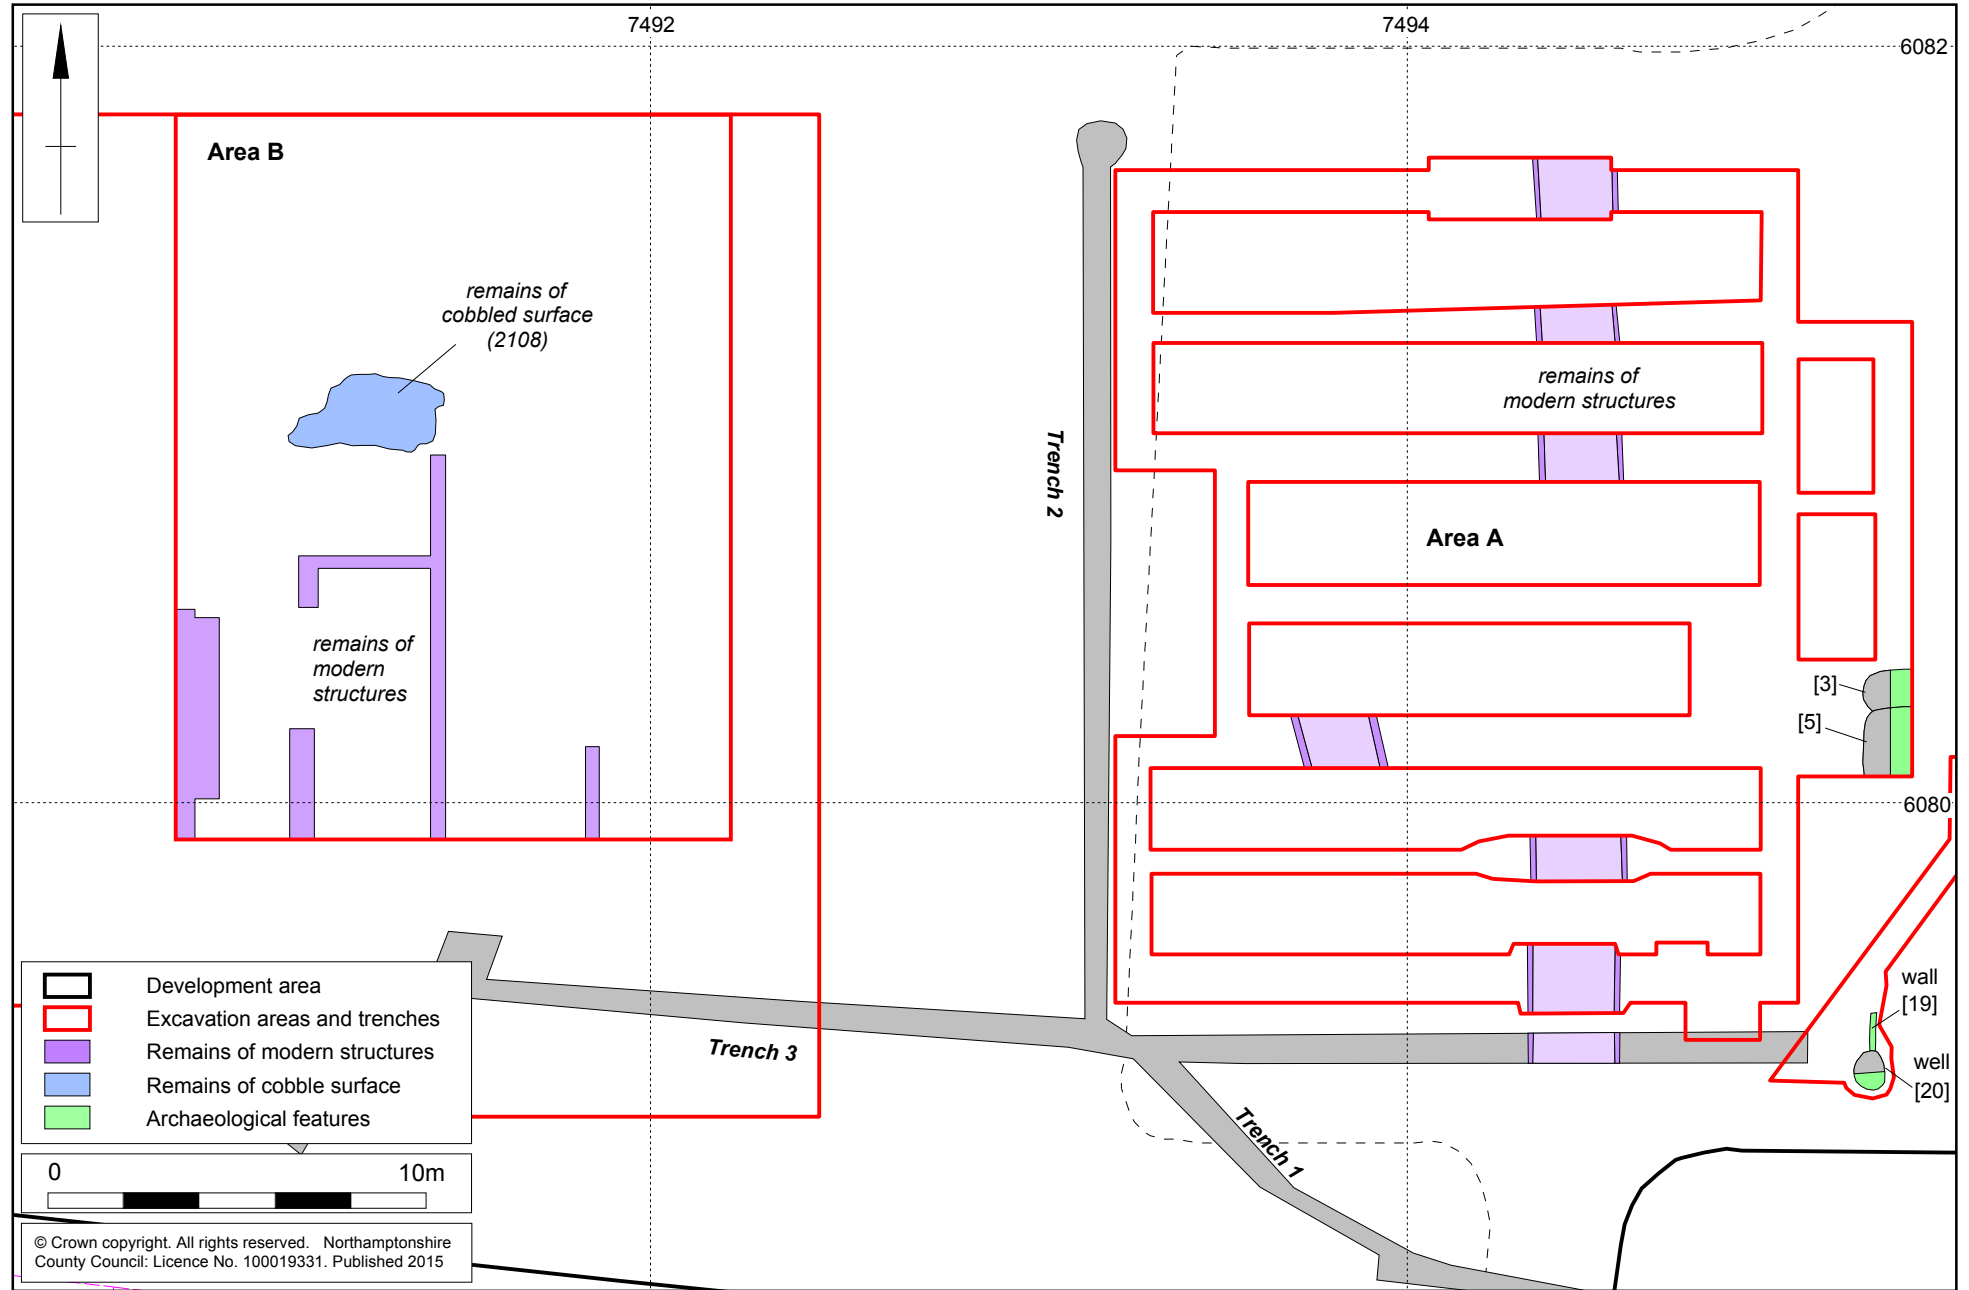 7492
7494
6082
Area B
remains of
cobbled surface
(2108)
remains of
modern structures
Trench 2
Area A
remains of
modern
structures
[3]
[5]
6080
wall
[19]
well
[20]
Trench 3
Trench 1
Development area
Excavation areas and trenches
Remains of modern structures
Remains of cobble surface
Archaeological features
0 10m
© Crown copyright. All rights reserved. Northamptonshire
County Council: Licence No. 100019331. Published 2015